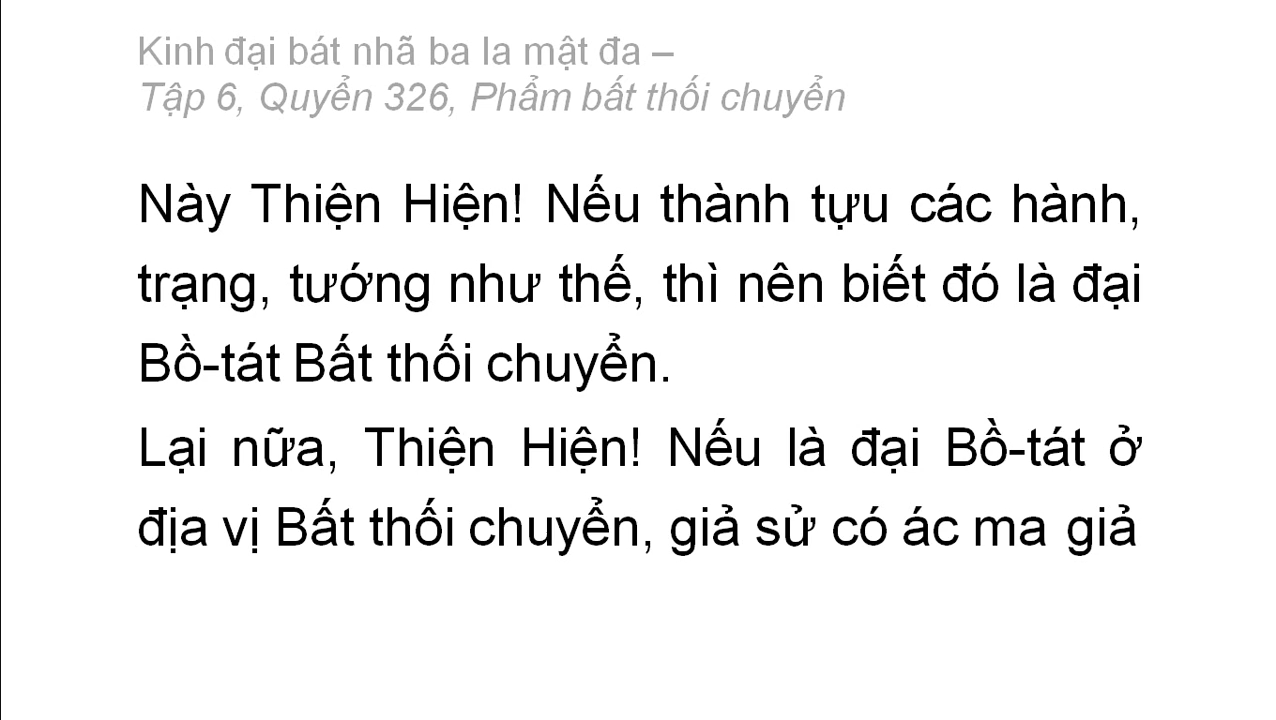 Kinh đại bát nhã ba la mật đa –
Tập 6, Quyển 326, Phẩm bất thối chuyển
Này Thiện Hiện! Nếu thành tựu các hành,
trạng, tướng như thế, thì nên biết đó là đại
Bồ-tát Bất thối chuyển.
Lại nữa, Thiện Hiện! Nếu là đại Bồ-tát ở
địa vị Bất thối chuyển, giả sử có ác ma giả